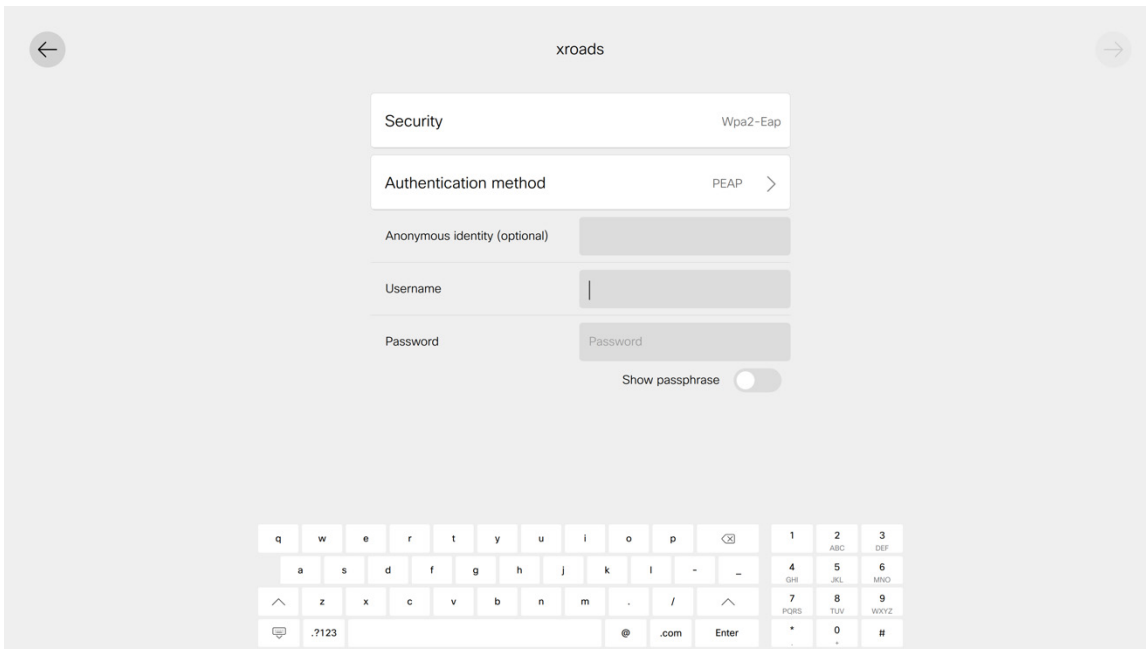 xroads
Security Wpa2-Eap
Authentication method PEAP
Anonymous identity (optional)
Username
Password Password
Show passphrase
q w e r t y u i o p 1 2 3
ABC DEF
a s d f g h j k l - _ 4 5 6
GHI JKL MNO
z x c v b n m . / 7 8 9
PQRS TUV WXYZ
.?123 @ .com Enter * 0 #
. +